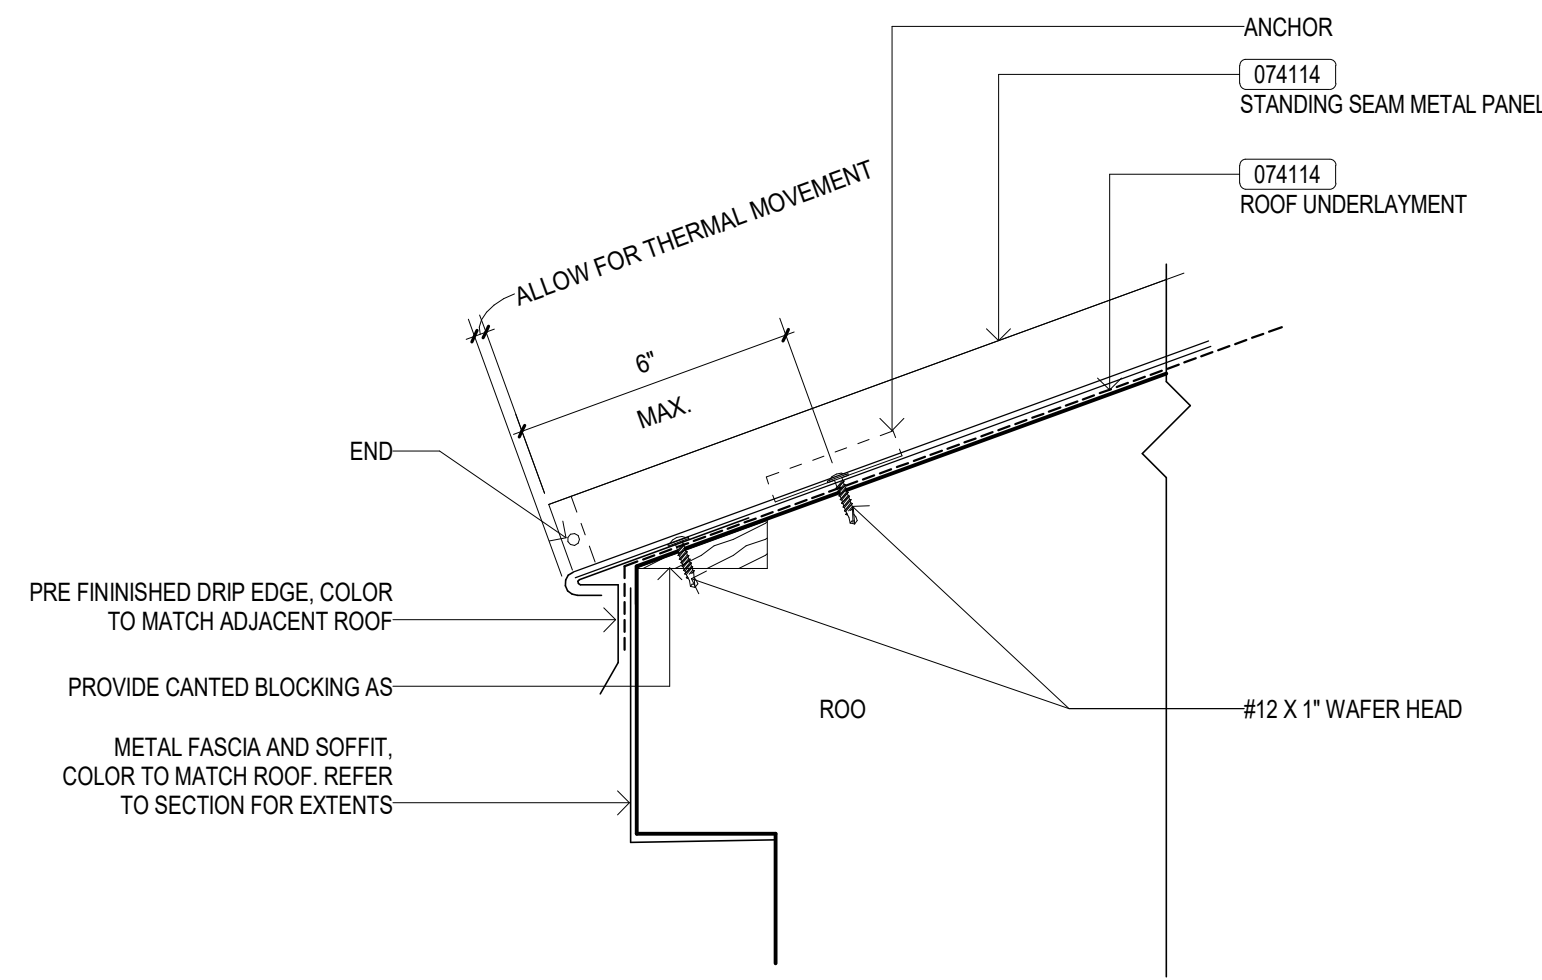 ANCHOR
074114
STANDING SEAM METAL PANEL
074114
ROOF UNDERLAYMENT
ALLOW FOR THERMAL MOVEMENT
6"
MAX.
END
PRE FININISHED DRIP EDGE, COLOR
TO MATCH ADJACENT ROOF
PROVIDE CANTED BLOCKING AS
METAL FASCIA AND SOFFIT,
COLOR TO MATCH ROOF. REFER
TO SECTION FOR EXTENTS
ROO
#12 X 1" WAFER HEAD